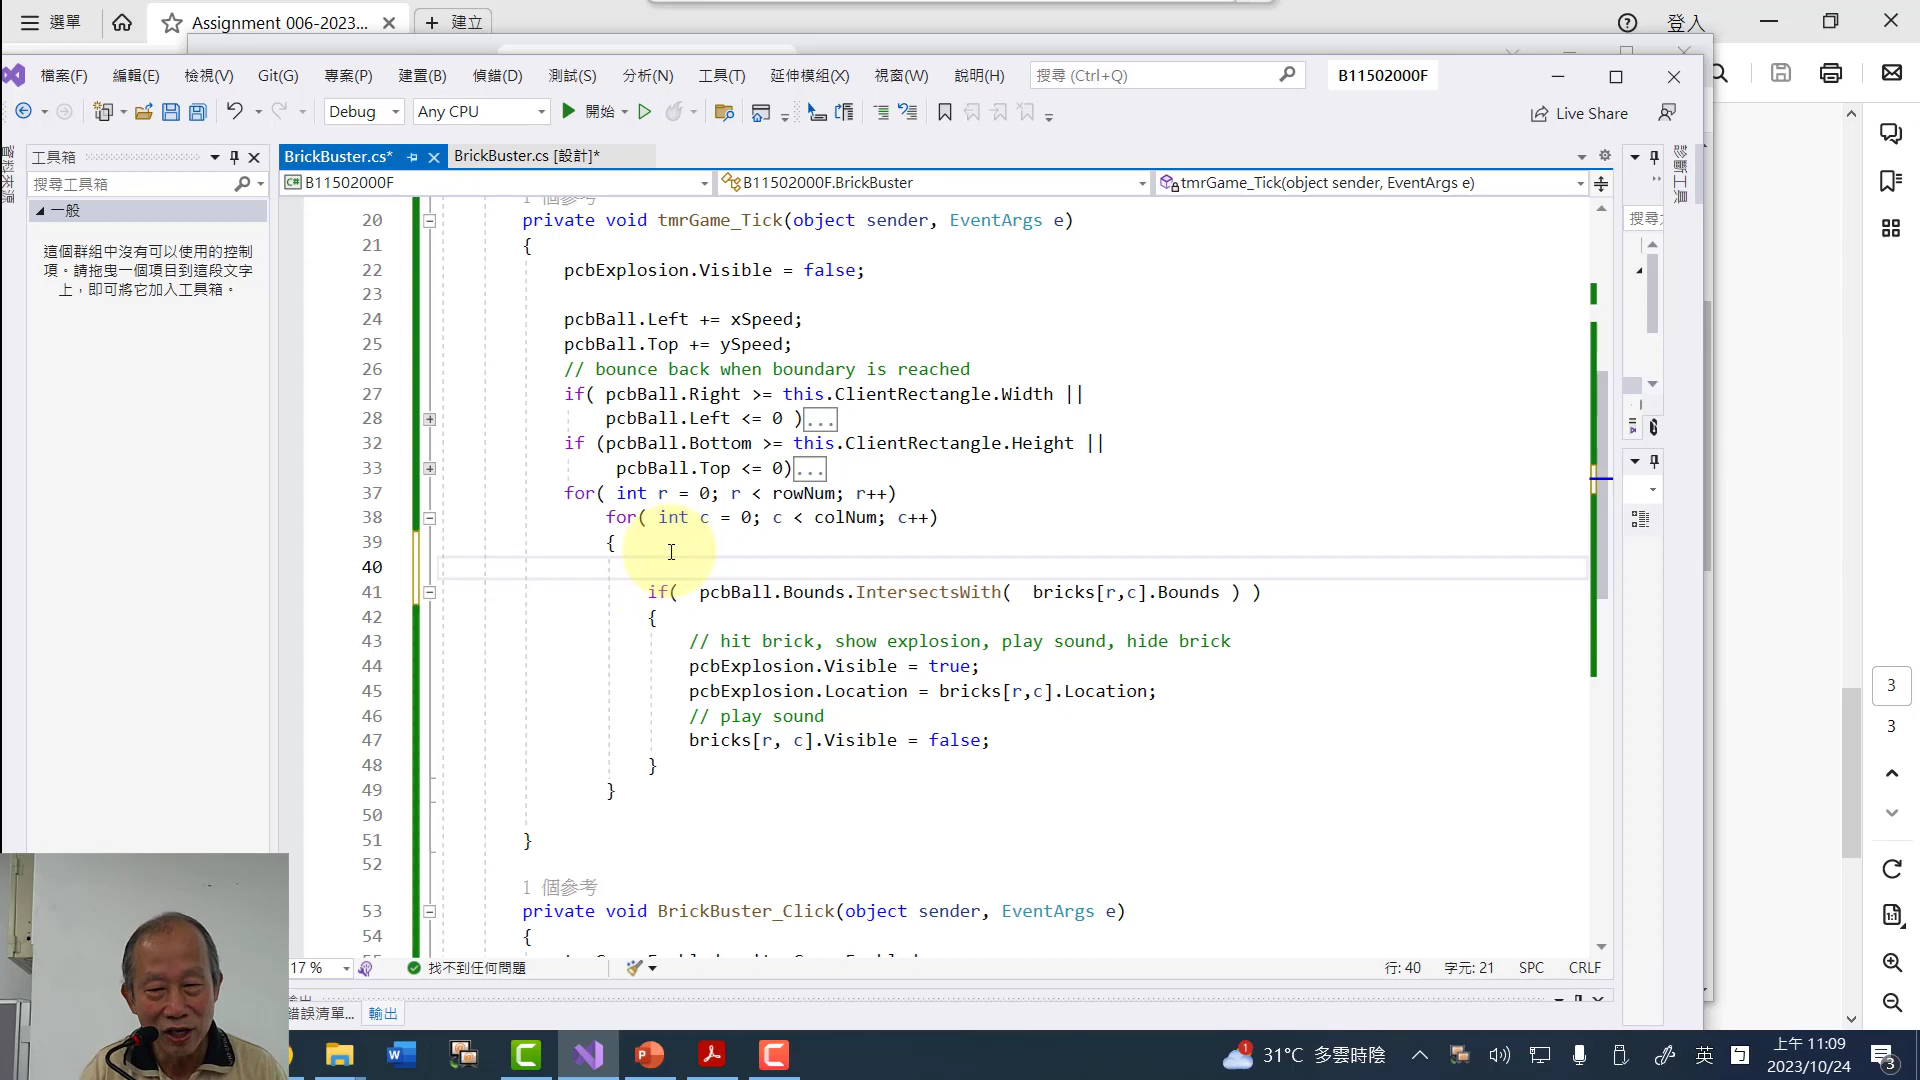 選單
Assignment 006-2023...
建立
登入
檔案(F) 編輯(E) 檢視(V) Git(G) 專案(P) 建置(B) 偵錯(D) 測試(S) 分析(N) 工具(T) 延伸模組(X) 視窗(W) 說明(H) 搜尋 (Ctrl+Q) B11502000F
Debug Any CPU 開始 Live Share
工具箱
BrickBuster.cs* BrickBuster.cs [設計]*
搜尋工具箱
B11502000F B11502000F.BrickBuster tmrGame_Tick(object sender, EventArgs e)
一般
這個群組中沒有可以使用的控制
項。請拖曳一個項目到這段文字
上，即可將它加入工具箱。
診斷工具
1 個參考
20 private void tmrGame_Tick(object sender, EventArgs e)
21 {
22 pcbExplosion.Visible = false;
23
24 pcbBall.Left += xSpeed;
25 pcbBall.Top += ySpeed;
26 // bounce back when boundary is reached
27 if( pcbBall.Right >= this.ClientRectangle.Width ||
28 pcbBall.Left <= 0 )...
32 if (pcbBall.Bottom >= this.ClientRectangle.Height ||
33 pcbBall.Top <= 0)...
37 for( int r = 0; r < rowNum; r++)
38 for( int c = 0; c < colNum; c++)
39 {
40
41 if(  pcbBall.Bounds.IntersectsWith(  bricks[r,c].Bounds ) )
42 {
43 // hit brick, show explosion, play sound, hide brick
44 pcbExplosion.Visible = true;
45 pcbExplosion.Location = bricks[r,c].Location;
46 // play sound
47 bricks[r, c].Visible = false;
48 }
49 }
50
51 }
52
1 個參考
53 private void BrickBuster_Click(object sender, EventArgs e)
54 {
17 % 找不到任何問題 行: 40 字元: 21 SPC CRLF
錯誤清單... 輸出
3
3
31°C 多雲時陰 英
上午 11:09
2023/10/24
3